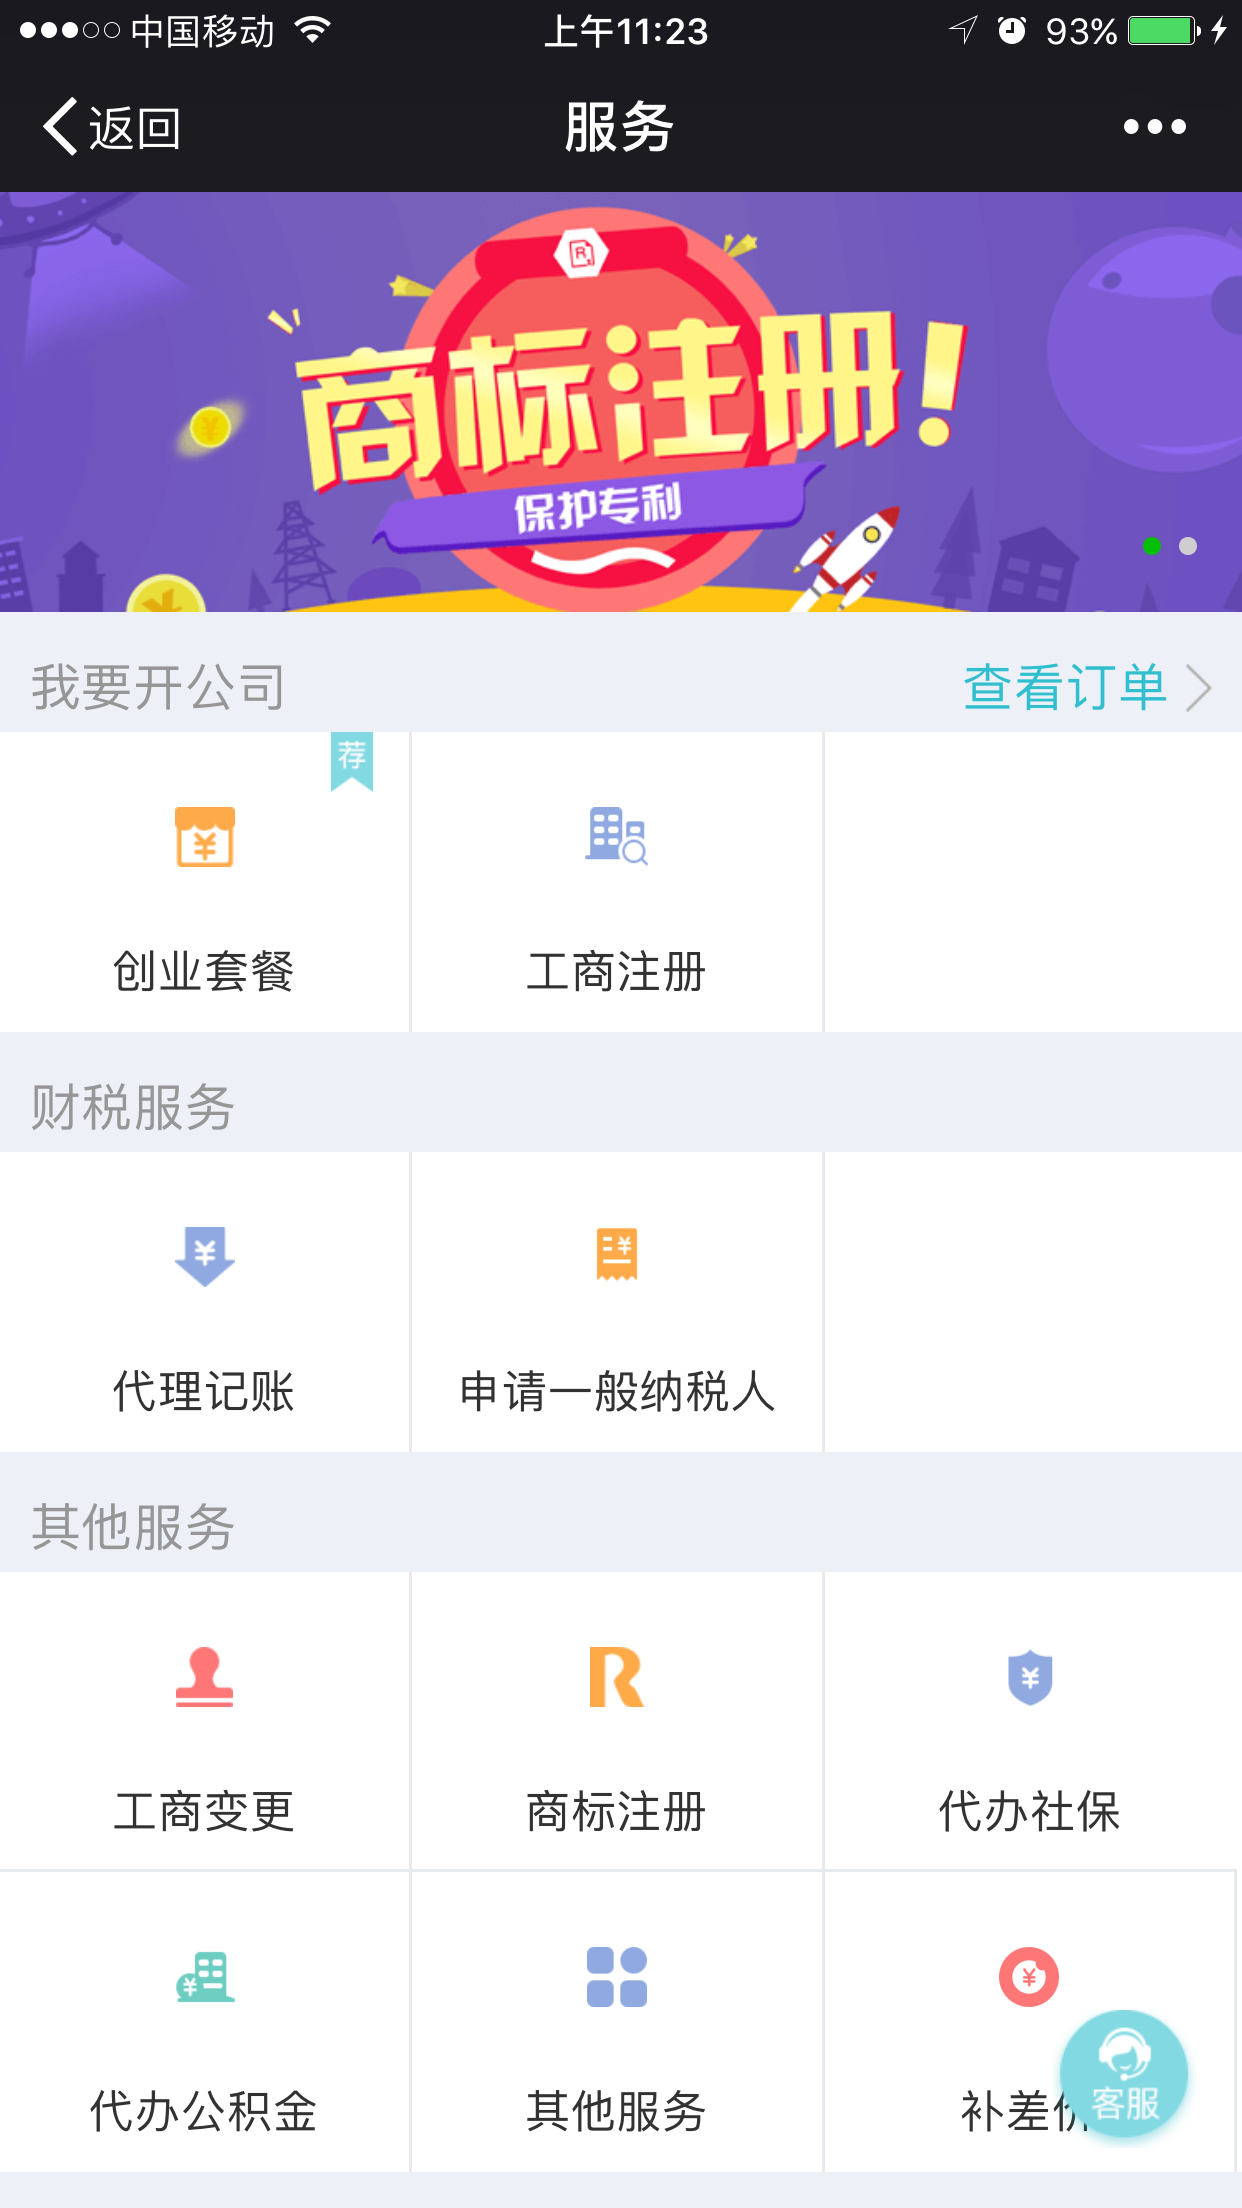 中国移动 上午11:23 93%
返回 服务
商标注册!
保护专利
我要开公司 查看订单
荐
创业套餐 工商注册
财税服务
代理记账 申请一般纳税人
其他服务
工商变更 商标注册 代办社保
代办公积金 其他服务 补差价
客服